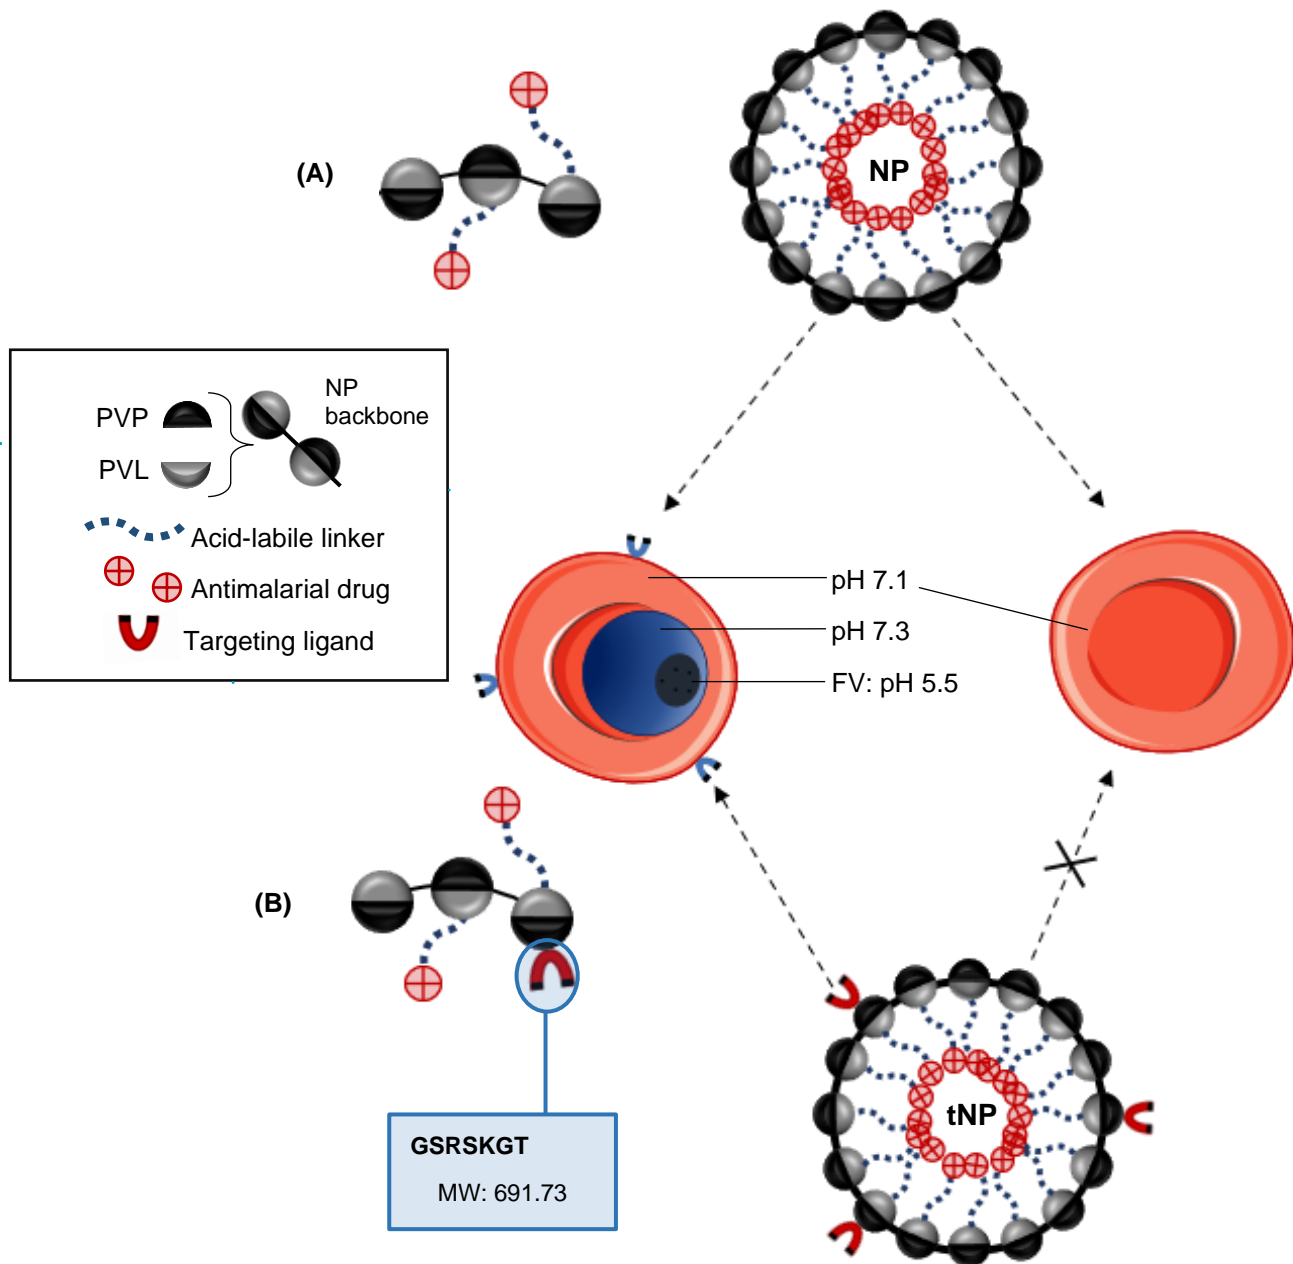 (A)
NP
PVP
PVL
NP
backbone
Acid-labile linker
Antimalarial drug
Targeting ligand
pH 7.1
pH 7.3
FV: pH 5.5
(B)
GSRSKGT
MW: 691.73
tNP